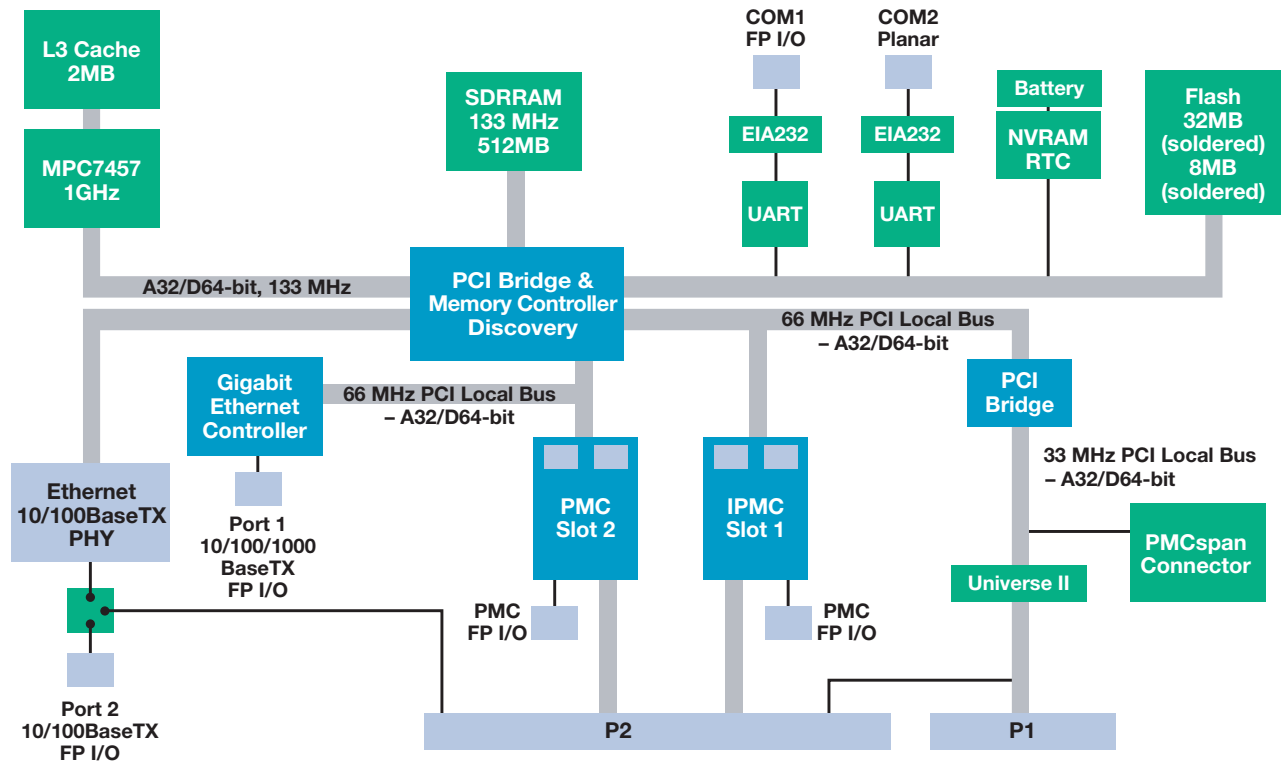 L3 Cache
2MB
MPC7457
1GHz
SDRRAM
133 MHz
512MB
COM1
FP I/O
EIA232
UART
COM2
Planar
EIA232
UART
Battery
NVRAM
RTC
Flash
32MB
(soldered)
8MB
(soldered)
A32/D64-bit, 133 MHz
PCI Bridge &
Memory Controller
Discovery
66 MHz PCI Local Bus
– A32/D64-bit
Gigabit
Ethernet
Controller
66 MHz PCI Local Bus
– A32/D64-bit
PCI
Bridge
33 MHz PCI Local Bus
– A32/D64-bit
Ethernet
10/100BaseTX
PHY
Port 1
10/100/1000
BaseTX
FP I/O
PMC
Slot 2
IPMC
Slot 1
PMCspan
Connector
Universe II
PMC
FP I/O
PMC
FP I/O
Port 2
10/100BaseTX
FP I/O
P2
P1